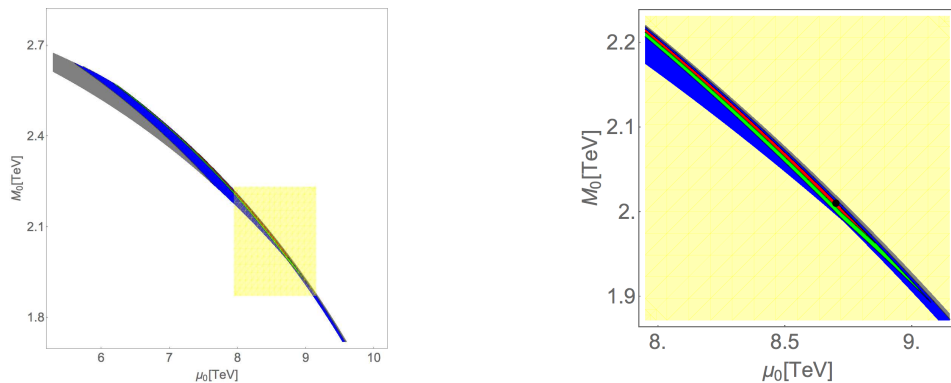 2.7
2.4
2.1
1.8
M₀[TeV]
6 7 8 9 10
μ₀[TeV]
2.2
2.1
2.
1.9
M₀[TeV]
8. 8.5 9.
μ₀[TeV]